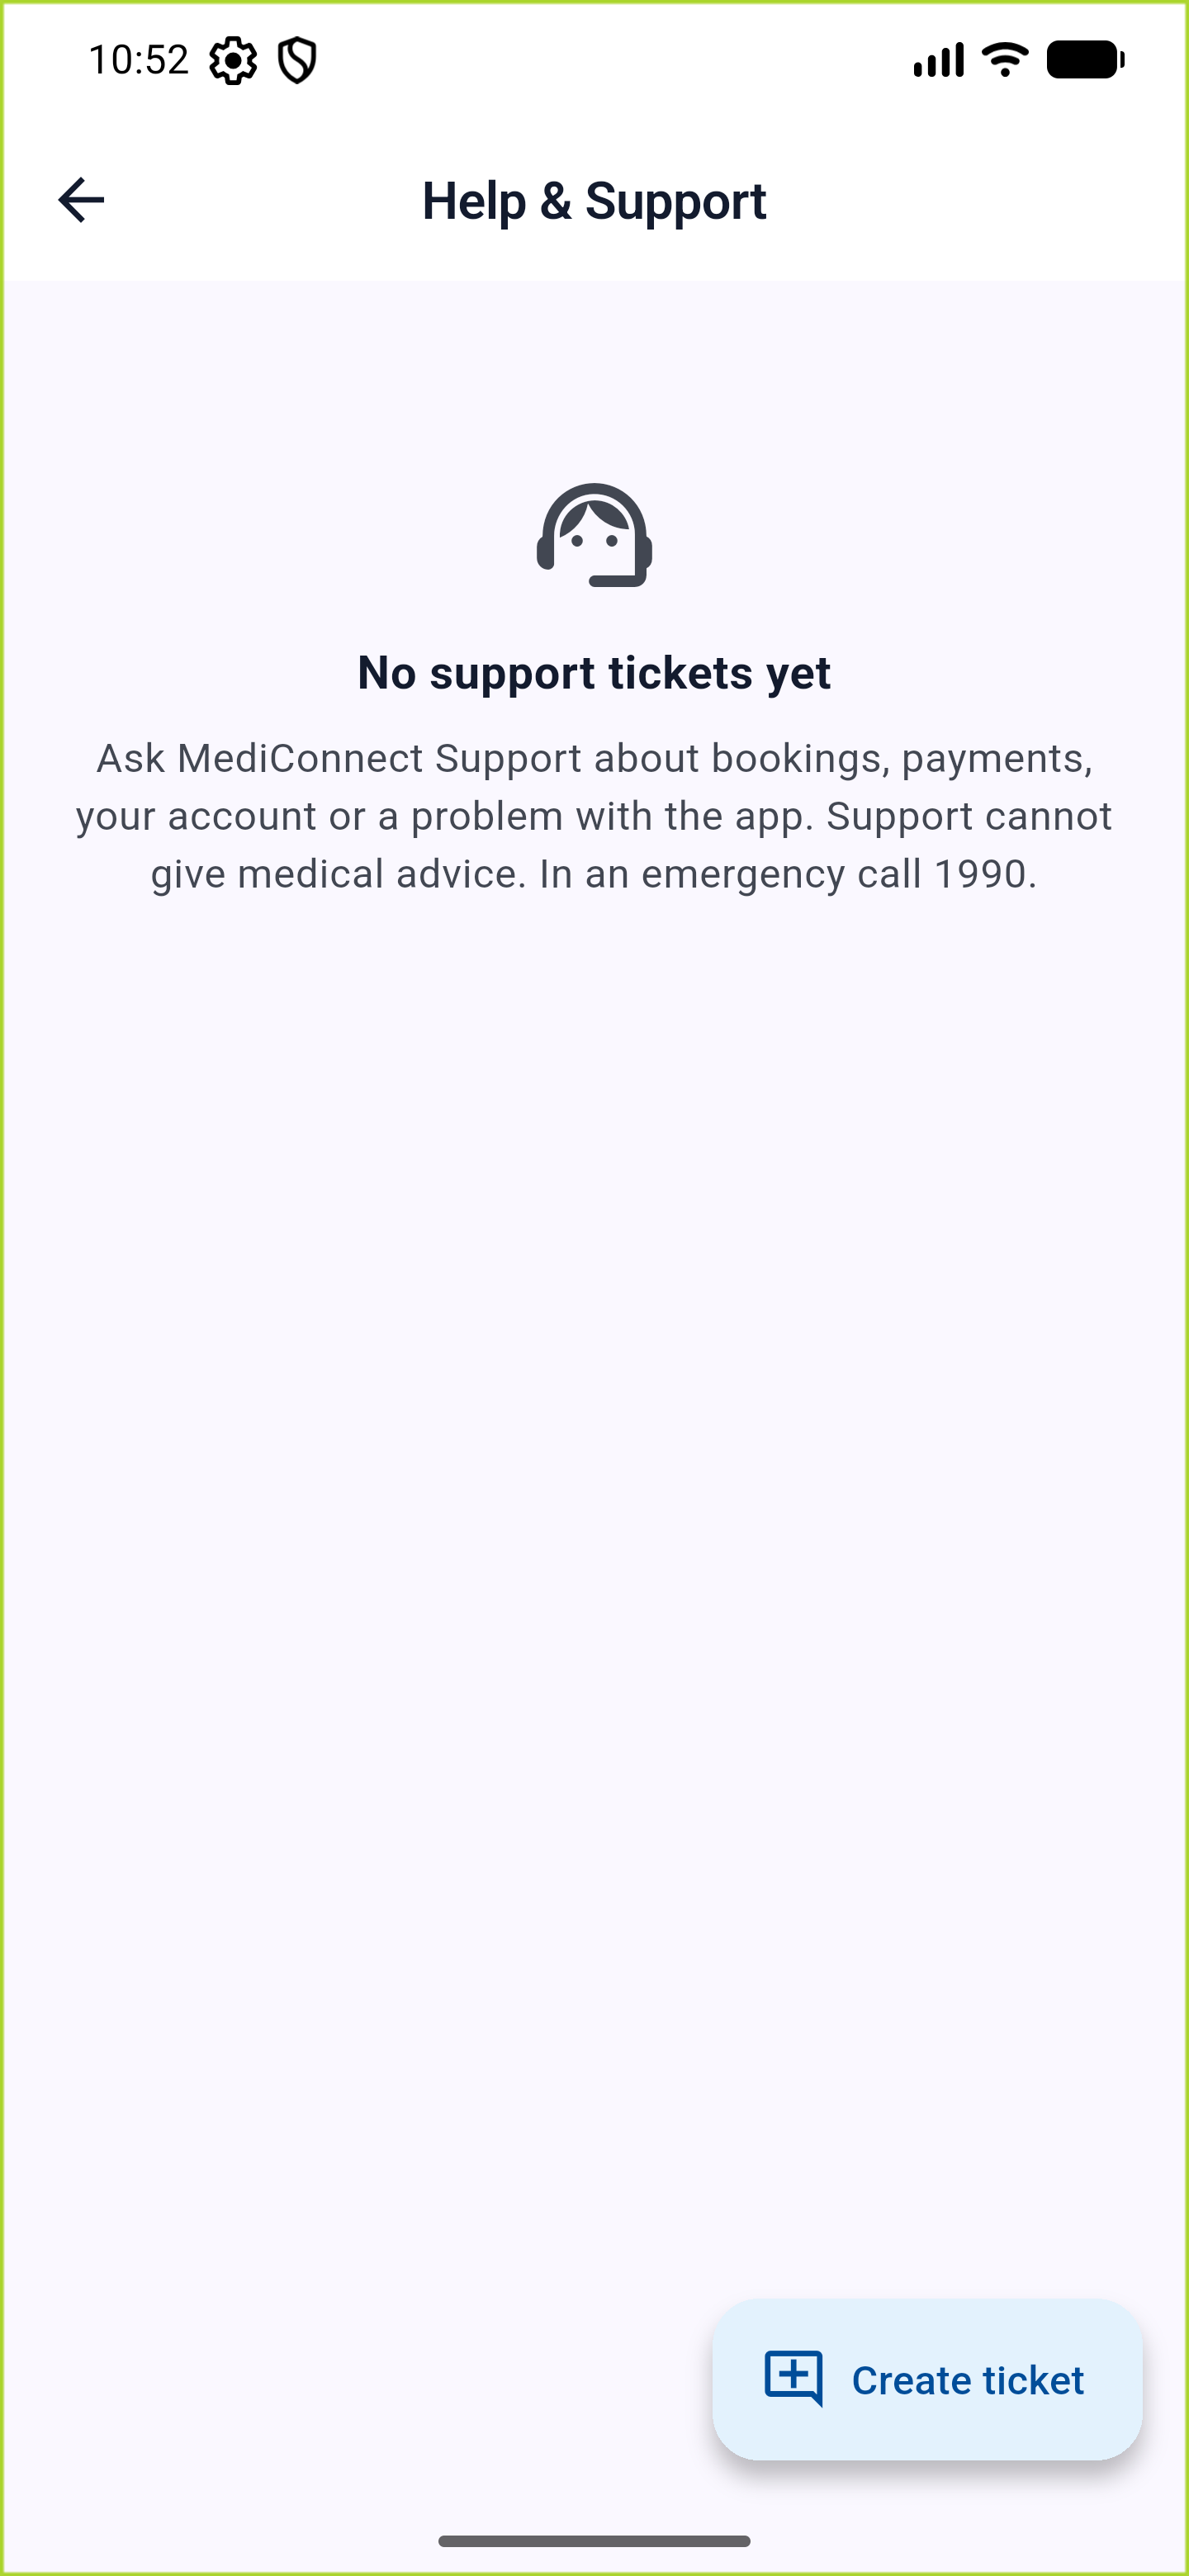 10:52
Help & Support
No support tickets yet
Ask MediConnect Support about bookings, payments,
your account or a problem with the app. Support cannot
give medical advice. In an emergency call 1990.
Create ticket